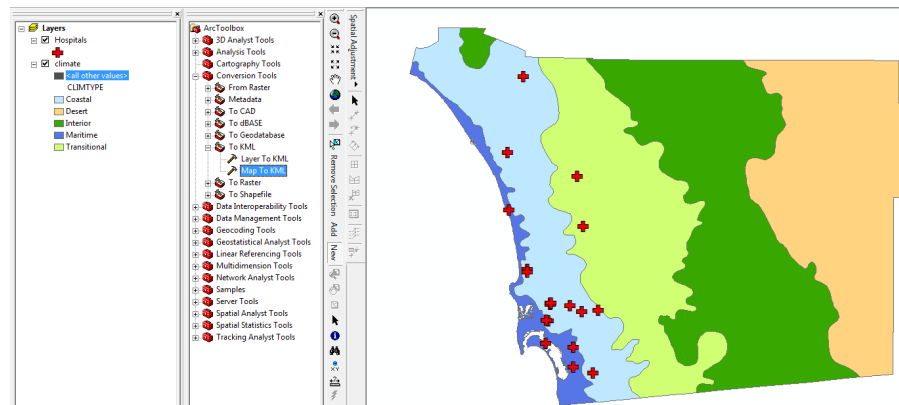 Layers
Hospitals
climate
<all other values>
CLIMTYPE
Coastal
Desert
Interior
Maritime
Transitional
ArcToolbox
3D Analyst Tools
Analysis Tools
Cartography Tools
Conversion Tools
From Raster
Metadata
To CAD
To dBASE
To Geodatabase
To KML
Layer To KML
Map To KML
To Raster
To Shapefile
Data Interoperability Tools
Data Management Tools
Geocoding Tools
Geostatistical Analyst Tools
Linear Referencing Tools
Multidimension Tools
Network Analyst Tools
Samples
Server Tools
Spatial Analyst Tools
Spatial Statistics Tools
Tracking Analyst Tools
Remove Selection
Add
New
XY
Spatial Adjustment